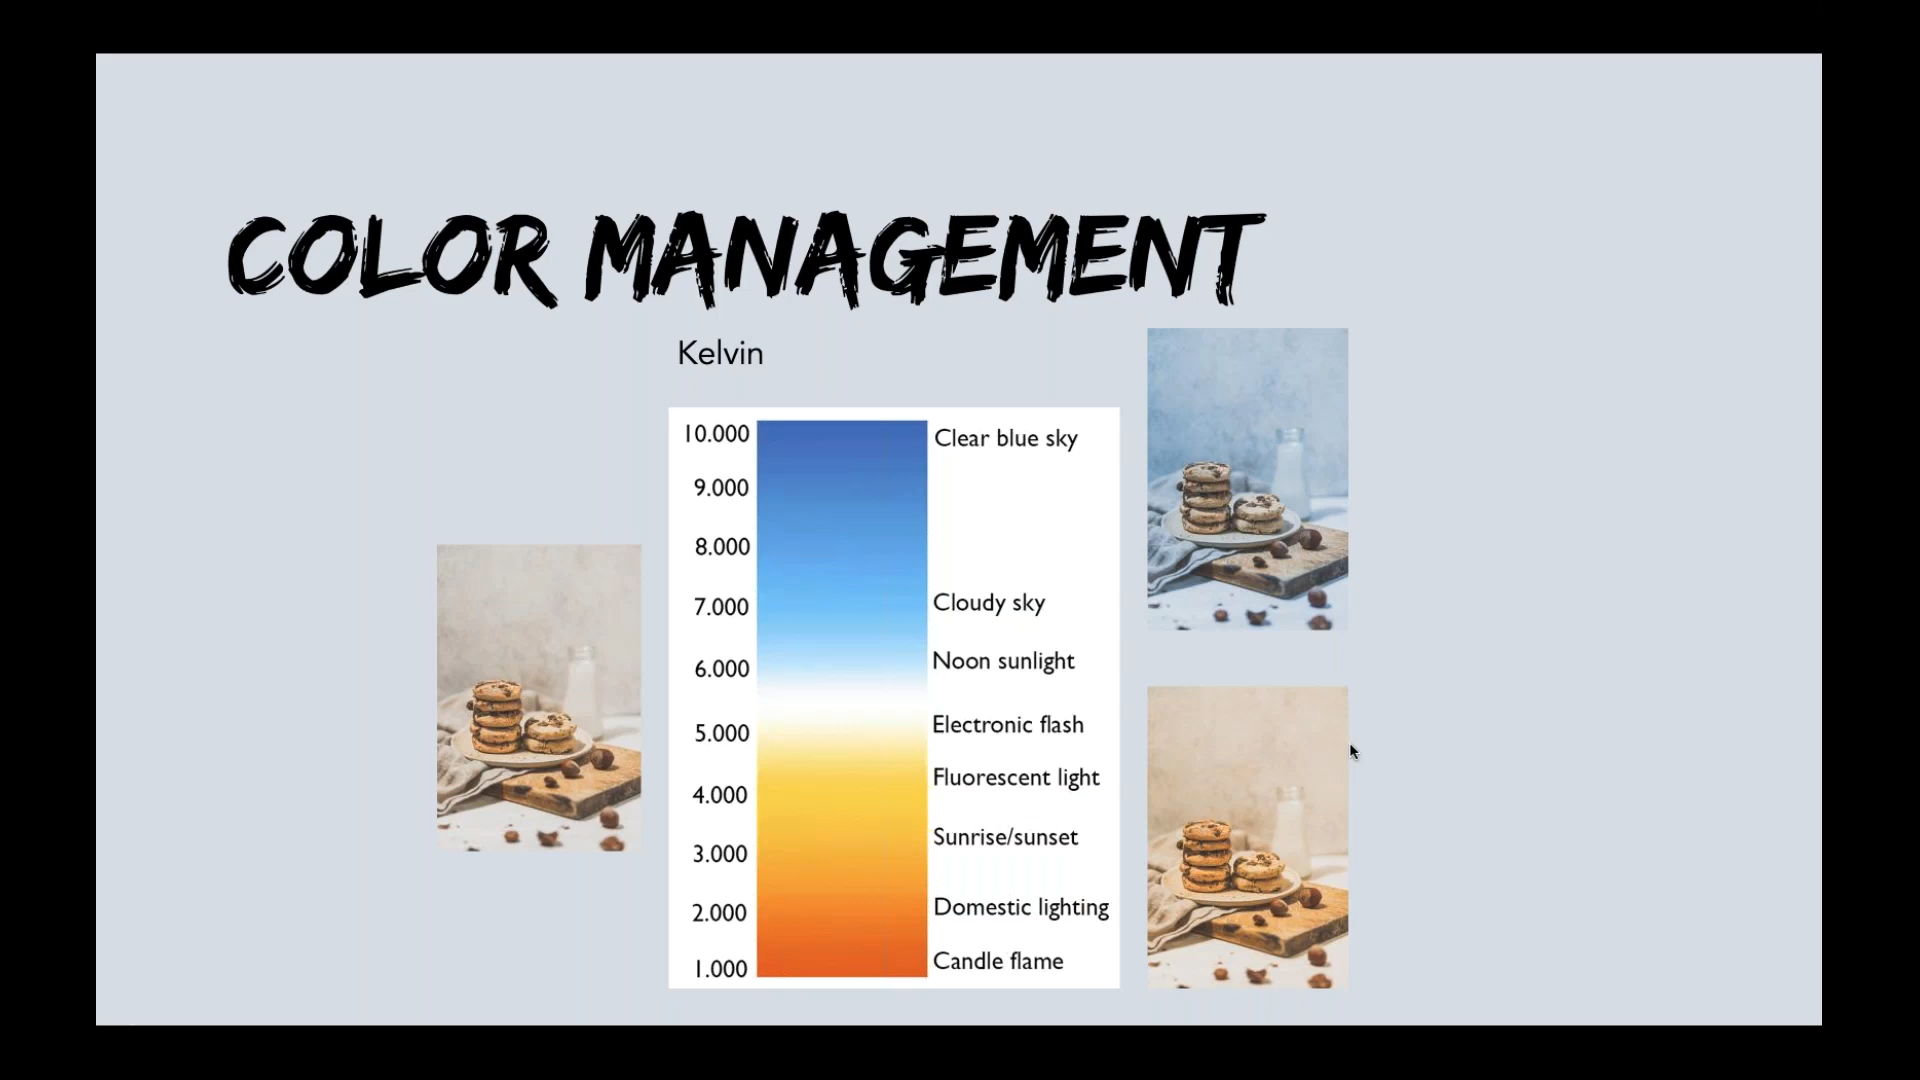 COLOR MANAGEMENT
Kelvin
10.000 Clear blue sky
9.000
8.000
7.000 Cloudy sky
6.000 Noon sunlight
5.000 Electronic flash
4.000 Fluorescent light
3.000 Sunrise/sunset
2.000 Domestic lighting
1.000 Candle flame